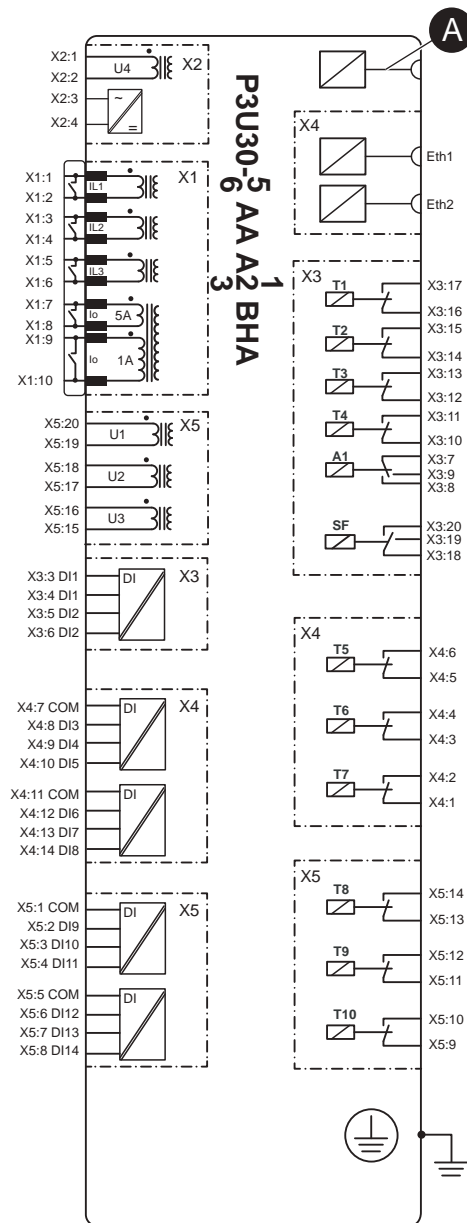 A
X2:1
X2:2
X2:3
X2:4
U4
X2
~
=
X1:1
X1:2
X1:3
X1:4
X1:5
X1:6
X1:7
X1:8
X1:9
X1:10
IL1
IL2
IL3
Io
5A
Io
1A
X1
X5:20
X5:19
X5:18
X5:17
X5:16
X5:15
U1
U2
U3
X5
X3:3 DI1
X3:4 DI1
X3:5 DI2
X3:6 DI2
DI
X3
X4:7 COM
X4:8 DI3
X4:9 DI4
X4:10 DI5
DI
X4
X4:11 COM
X4:12 DI6
X4:13 DI7
X4:14 DI8
DI
X5:1 COM
X5:2 DI9
X5:3 DI10
X5:4 DI11
DI
X5
X5:5 COM
X5:6 DI12
X5:7 DI13
X5:8 DI14
DI
P3U30-5 6 AA A2 1 3 BHA
X4
Eth1
Eth2
X3
T1
X3:17
X3:16
T2
X3:15
X3:14
T3
X3:13
X3:12
T4
X3:11
X3:10
A1
X3:7
X3:9
X3:8
SF
X3:20
X3:19
X3:18
X4
T5
X4:6
X4:5
T6
X4:4
X4:3
T7
X4:2
X4:1
X5
T8
X5:14
X5:13
T9
X5:12
X5:11
T10
X5:10
X5:9